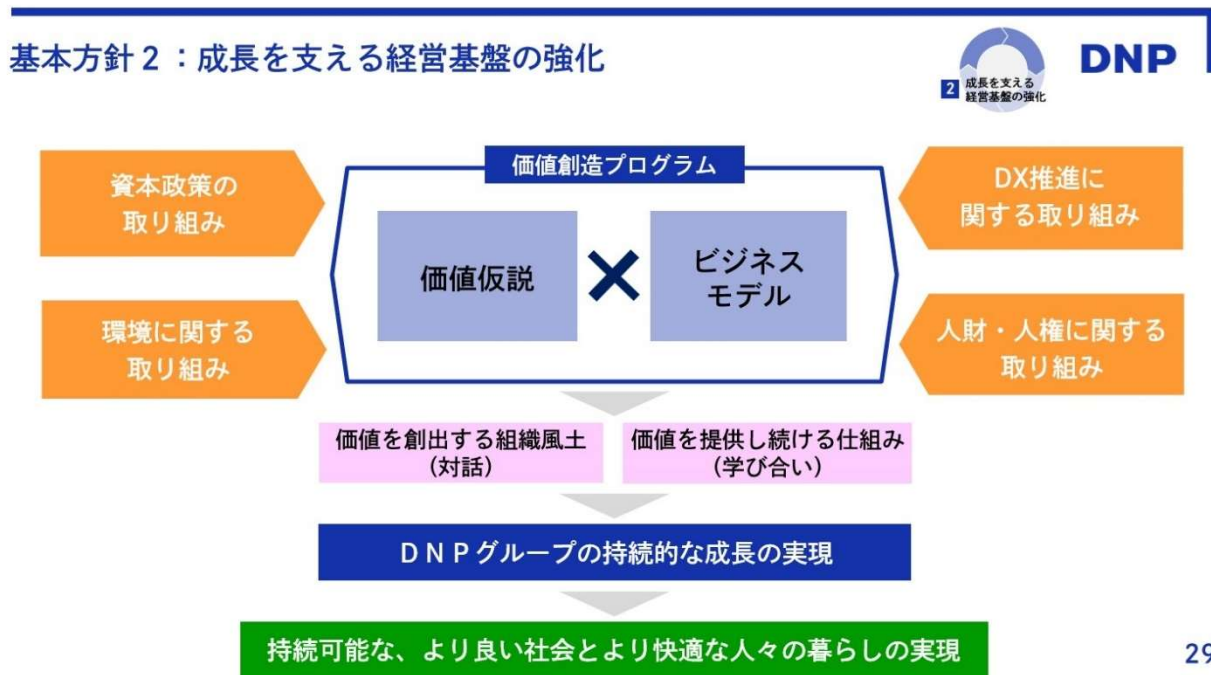 基本方針２：成長を支える経営基盤の強化
2 成長を支える
経営基盤の強化
DNP
資本政策の
取り組み
環境に関する
取り組み
価値創造プログラム
価値仮説
×
ビジネス
モデル
DX推進に
関する取り組み
人財・人権に関する
取り組み
価値を創出する組織風土
(対話)
価値を提供し続ける仕組み
(学び合い)
ＤＮＰグループの持続的な成長の実現
持続可能な、より良い社会とより快適な人々の暮らしの実現
29